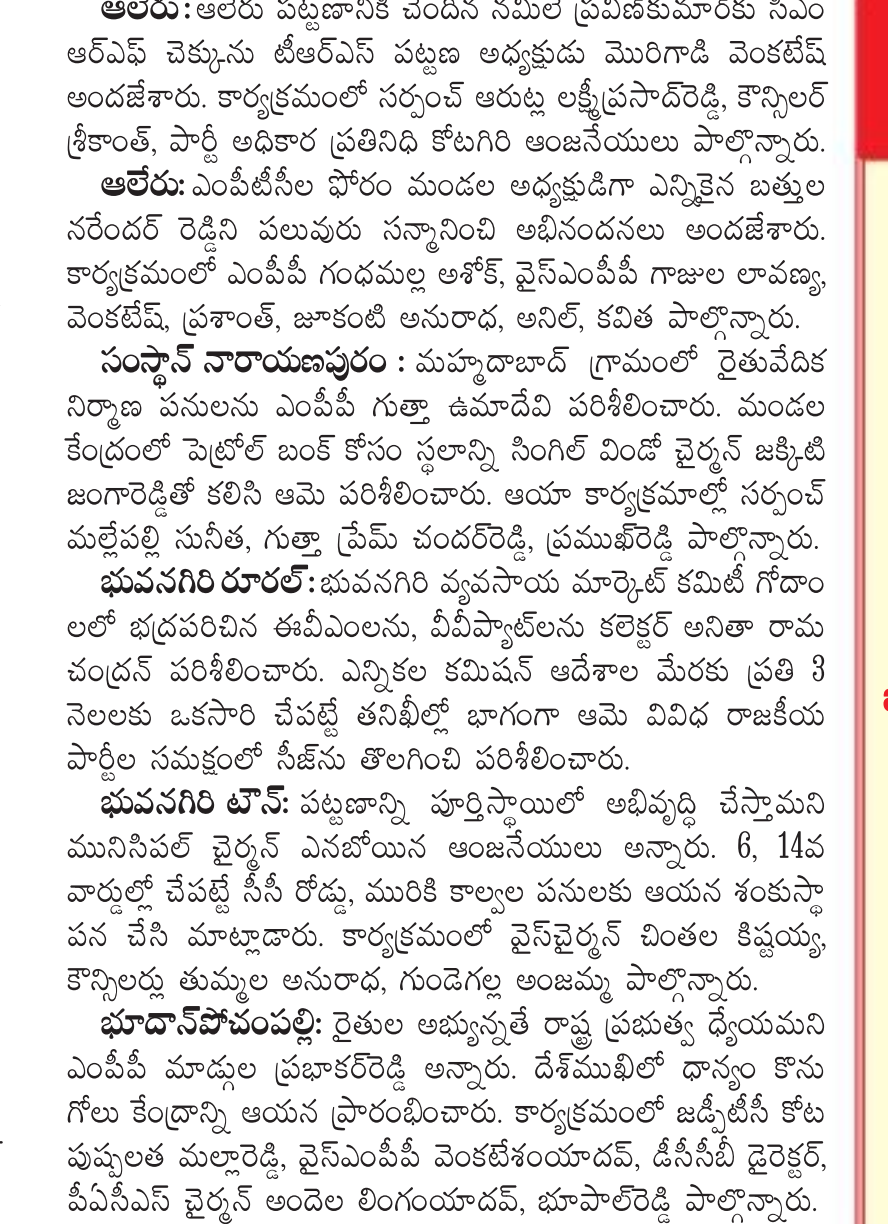 ఆలేరు: ఆలేరు పట్టణానికి చెందిన నమిలె ప్రవీణ్‌కుమార్‌కు సీఎం
ఆర్ఎఫ్ చెక్కును టీఆర్ఎస్ పట్టణ అధ్యక్షుడు మొరిగాడి వెంకటేష్
అందజేశారు. కార్యక్రమంలో సర్పంచ్ ఆరుట్ల లక్ష్మీప్రసాద్‌రెడ్డి, కౌన్సిలర్
శ్రీకాంత్, పార్టీ అధికార ప్రతినిధి కోటగిరి ఆంజనేయులు పాల్గొన్నారు.
ఆలేరు: ఎంపీటీసీల ఫోరం మండల అధ్యక్షుడిగా ఎన్నికైన బత్తుల
నరేందర్ రెడ్డిని పలువురు సన్మానించి అభినందనలు అందజేశారు.
కార్యక్రమంలో ఎంపీపీ గంధమల్ల అశోక్, వైస్ఎంపీపీ గాజుల లావణ్య,
వెంకటేష్, ప్రశాంత్, జూకంటి అనురాధ, అనిల్, కవిత పాల్గొన్నారు.
సంస్థాన్ నారాయణపురం : మహ్మదాబాద్ గ్రామంలో రైతువేదిక
నిర్మాణ పనులను ఎంపీపీ గుత్తా ఉమాదేవి పరిశీలించారు. మండల
కేంద్రంలో పెట్రోల్ బంక్ కోసం స్థలాన్ని సింగిల్ విండో చైర్మన్ జక్కిటి
జంగారెడ్డితో కలిసి ఆమె పరిశీలించారు. ఆయా కార్యక్రమాల్లో సర్పంచ్
మల్లేపల్లి సునీత, గుత్తా ప్రేమ్ చందర్‌రెడ్డి, ప్రముఖ్‌రెడ్డి పాల్గొన్నారు.
భువనగిరి రూరల్: భువనగిరి వ్యవసాయ మార్కెట్ కమిటీ గోదాం
లలో భద్రపరిచిన ఈవీఎంలను, వీవీప్యాట్‌లను కలెక్టర్ అనితా రామ
చంద్రన్ పరిశీలించారు. ఎన్నికల కమిషన్ ఆదేశాల మేరకు ప్రతి 3
నెలలకు ఒకసారి చేపట్టే తనిఖీల్లో భాగంగా ఆమె వివిధ రాజకీయ
పార్టీల సమక్షంలో సీజ్‌ను తొలగించి పరిశీలించారు.
భువనగిరి టౌన్: పట్టణాన్ని పూర్తిస్థాయిలో అభివృద్ధి చేస్తామని
మునిసిపల్ చైర్మన్ ఎనబోయిన ఆంజనేయులు అన్నారు. 6, 14వ
వార్డుల్లో చేపట్టే సీసీ రోడ్డు, మురికి కాల్వల పనులకు ఆయన శంకుస్థా
పన చేసి మాట్లాడారు. కార్యక్రమంలో వైస్‌చైర్మన్ చింతల కిష్టయ్య,
కౌన్సిలర్లు తుమ్మల అనురాధ, గుండెగల్ల అంజమ్మ పాల్గొన్నారు.
భూదాన్‌పోచంపల్లి: రైతుల అభ్యున్నతే రాష్ట్ర ప్రభుత్వ ధ్యేయమని
ఎంపీపీ మాడ్గుల ప్రభాకర్‌రెడ్డి అన్నారు. దేశ్‌ముఖిలో ధాన్యం కొను
గోలు కేంద్రాన్ని ఆయన ప్రారంభించారు. కార్యక్రమంలో జడ్పీటీసీ కోట
పుష్పలత మల్లారెడ్డి, వైస్ఎంపీపీ వెంకటేశంయాదవ్, డీసీసీబీ డైరెక్టర్,
పీఏసీఎస్ చైర్మన్ అందెల లింగంయాదవ్, భూపాల్‌రెడ్డి పాల్గొన్నారు.